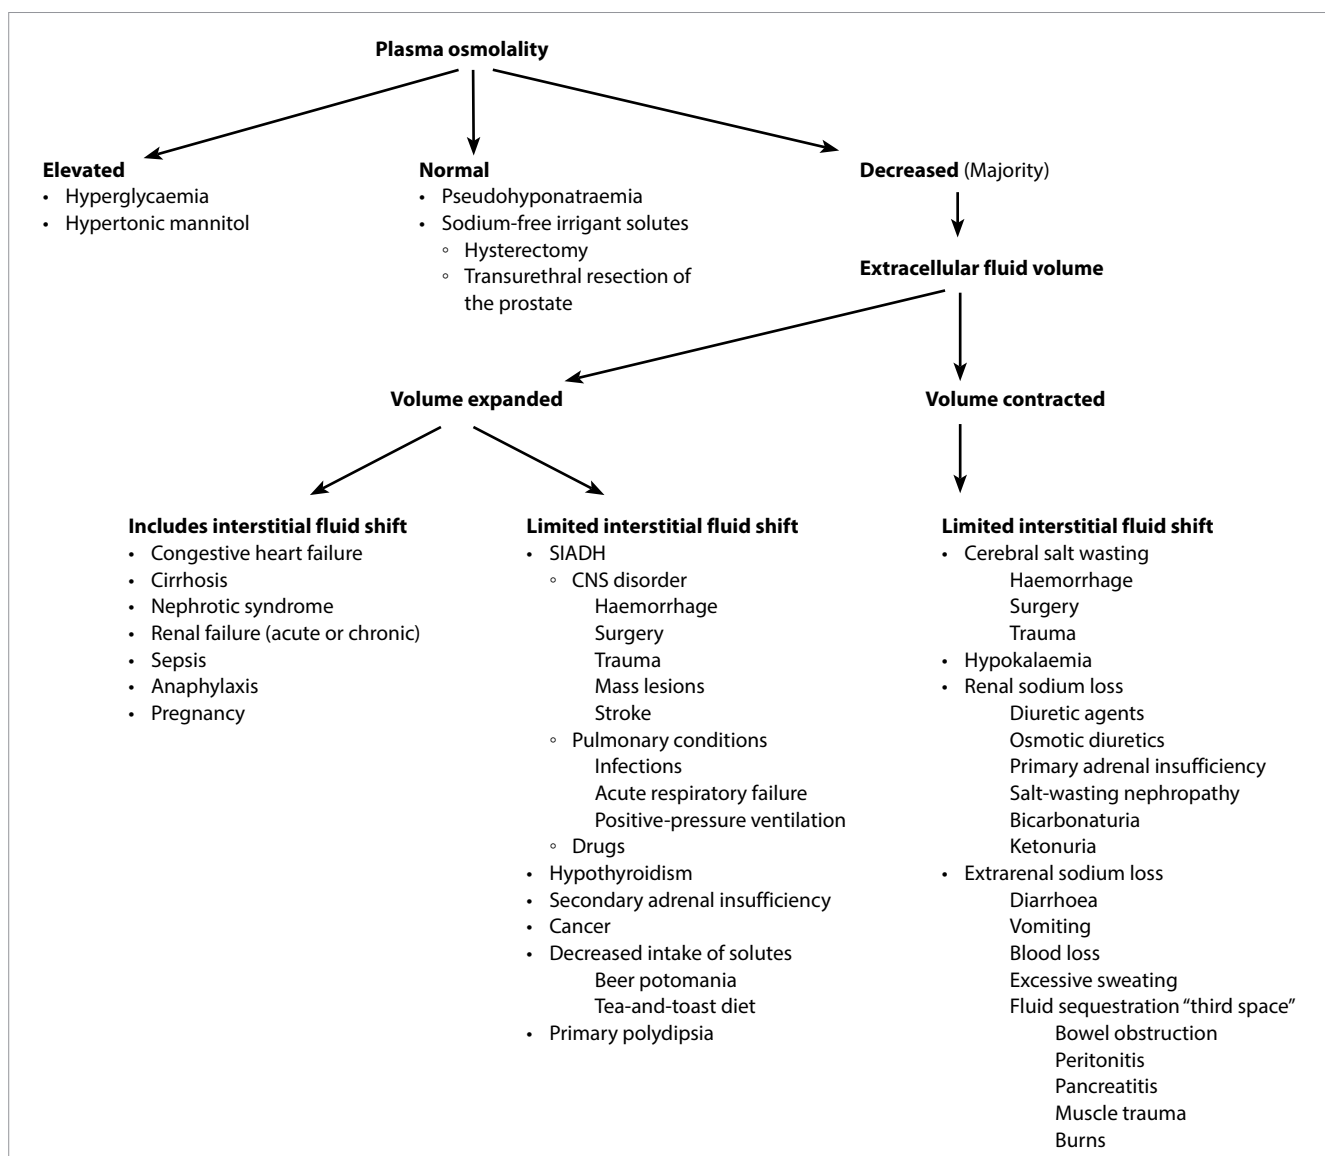 Plasma osmolality
Elevated
• Hyperglycaemia
• Hypertonic mannitol
Normal
• Pseudohyponatraemia
• Sodium-free irrigant solutes
◦ Hysterectomy
◦ Transurethral resection of
the prostate
Decreased (Majority)
Extracellular fluid volume
Volume expanded
Volume contracted
Includes interstitial fluid shift
• Congestive heart failure
• Cirrhosis
• Nephrotic syndrome
• Renal failure (acute or chronic)
• Sepsis
• Anaphylaxis
• Pregnancy
Limited interstitial fluid shift
• SIADH
◦ CNS disorder
Haemorrhage
Surgery
Trauma
Mass lesions
Stroke
◦ Pulmonary conditions
Infections
Acute respiratory failure
Positive-pressure ventilation
◦ Drugs
• Hypothyroidism
• Secondary adrenal insufficiency
• Cancer
• Decreased intake of solutes
Beer potomania
Tea-and-toast diet
• Primary polydipsia
Limited interstitial fluid shift
• Cerebral salt wasting
Haemorrhage
Surgery
Trauma
• Hypokalaemia
• Renal sodium loss
Diuretic agents
Osmotic diuretics
Primary adrenal insufficiency
Salt-wasting nephropathy
Bicarbonaturia
Ketonuria
• Extrarenal sodium loss
Diarrhoea
Vomiting
Blood loss
Excessive sweating
Fluid sequestration “third space”
Bowel obstruction
Peritonitis
Pancreatitis
Muscle trauma
Burns